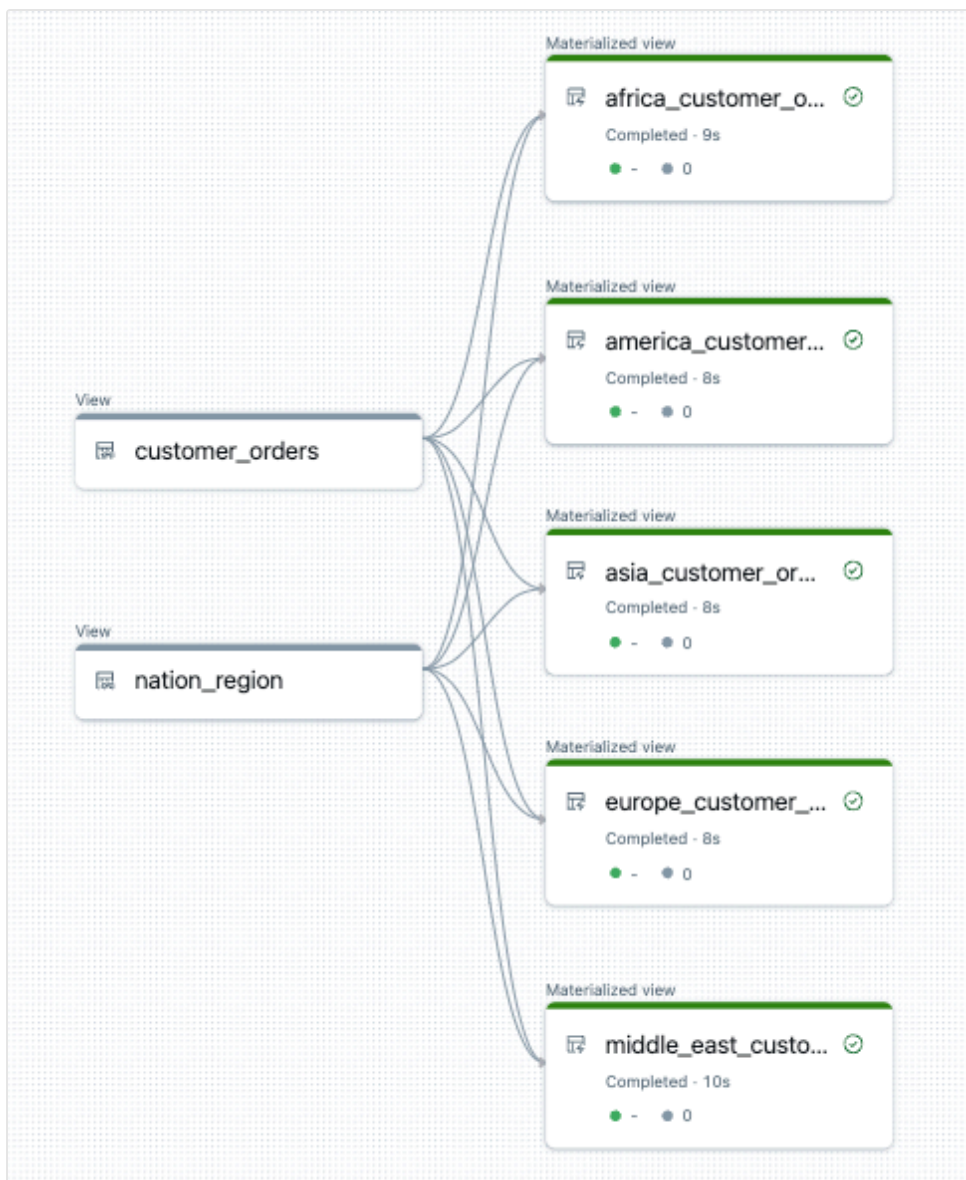 Materialized view
africa_customer_o...
Completed - 9s
- 0
Materialized view
america_customer...
Completed - 8s
- 0
View
customer_orders
Materialized view
asia_customer_or...
Completed - 8s
- 0
View
nation_region
Materialized view
europe_customer_...
Completed - 8s
- 0
Materialized view
middle_east_custo...
Completed - 10s
- 0